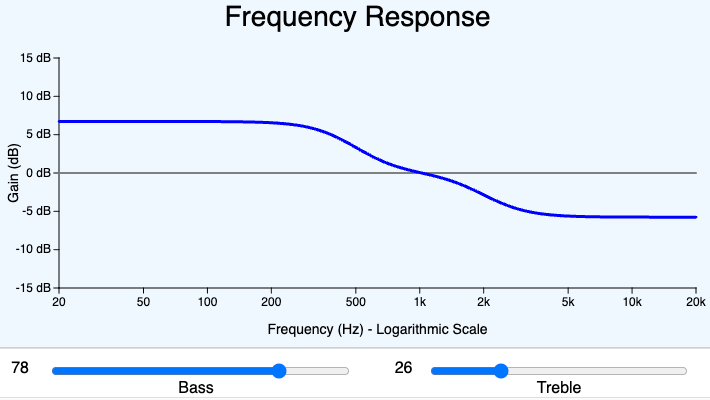 Frequency Response
15 dB
10 dB
5 dB
0 dB
-5 dB
-10 dB
-15 dB
Gain (dB)
20 50 100 200 500 1k 2k 5k 10k 20k
Frequency (Hz) - Logarithmic Scale
78 26
Bass Treble